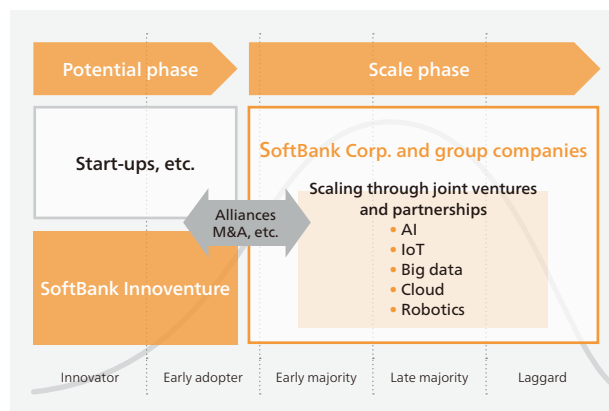 Potential phase
Scale phase
Start-ups, etc.
SoftBank Corp. and group companies
Scaling through joint ventures
and partnerships
• AI
• IoT
• Big data
• Cloud
• Robotics
Alliances
M&A, etc.
SoftBank Innoventure
Innovator
Early adopter
Early majority
Late majority
Laggard